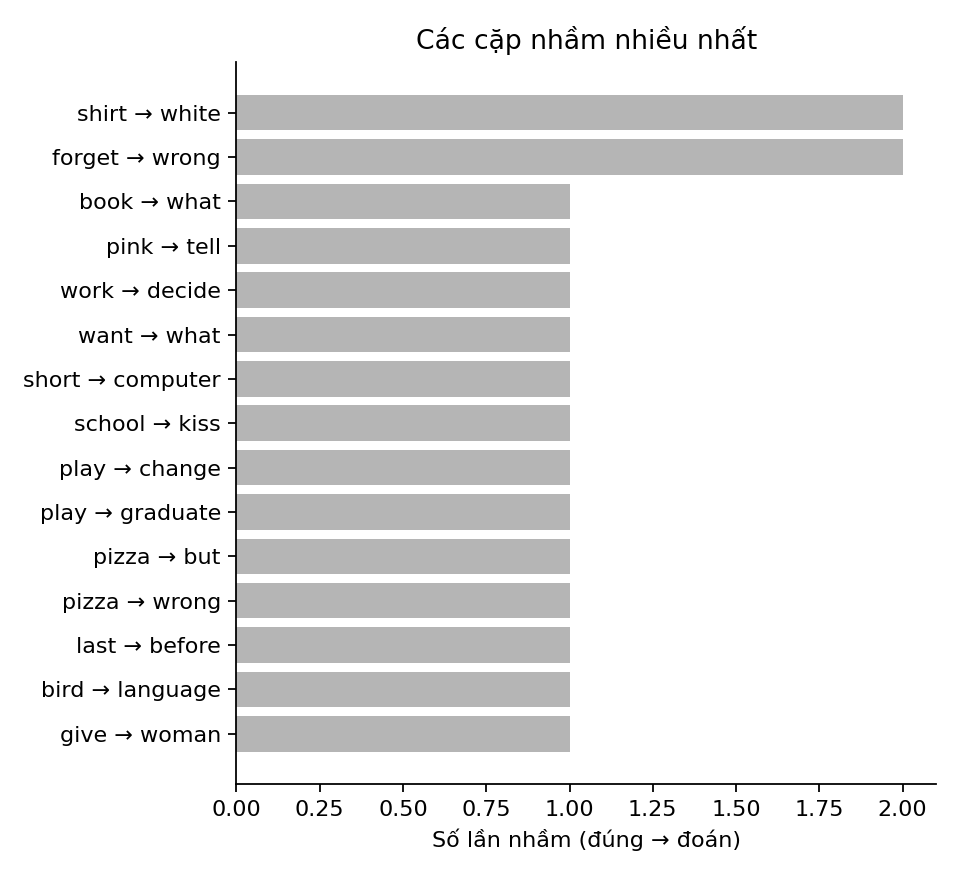 Các cặp nhầm nhiều nhất
shirt → white
forget → wrong
book → what
pink → tell
work → decide
want → what
short → computer
school → kiss
play → change
play → graduate
pizza → but
pizza → wrong
last → before
bird → language
give → woman
0.00 0.25 0.50 0.75 1.00 1.25 1.50 1.75 2.00
Số lần nhầm (đúng → đoán)